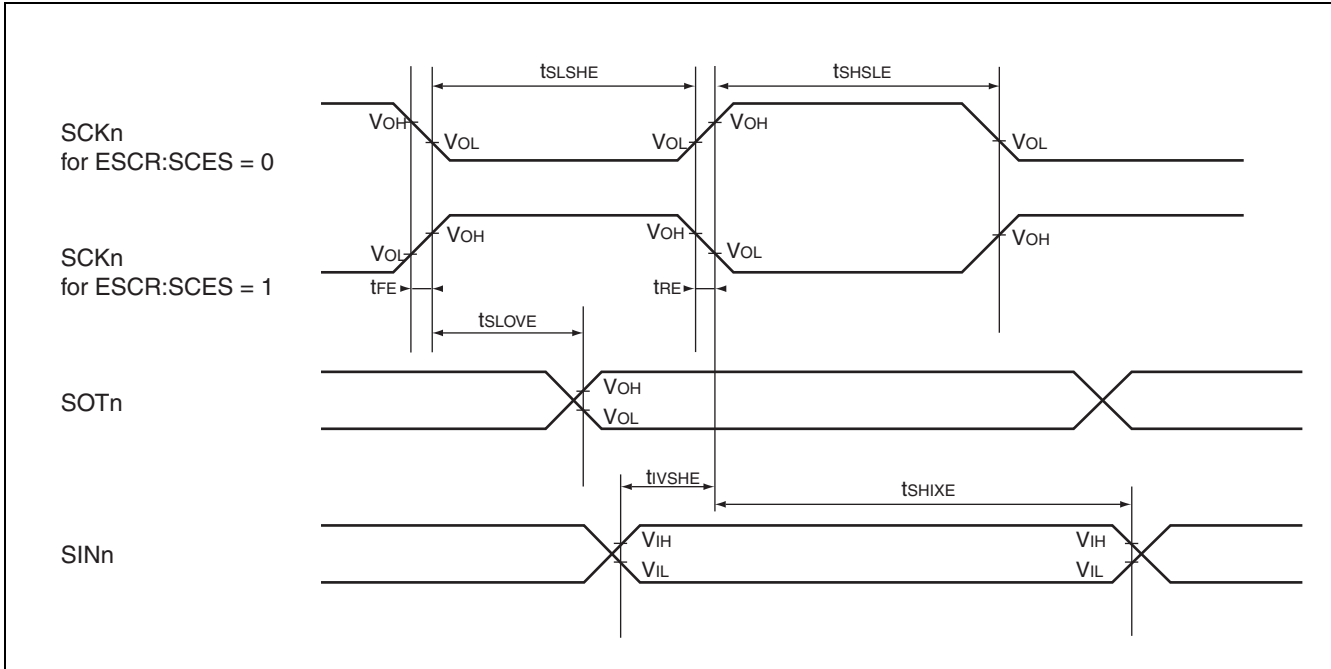 tSLSHE tSHSLE
SCKn
for ESCR:SCES = 0
VOH VOL VOL VOH VOL
SCKn
for ESCR:SCES = 1
VOL VOH VOH VOL VOH
tFE tRE
tSLOVE
SOTn
VOH
VOL
tIVSHE tSHIXE
SINn
VIH VIH
VIL VIL